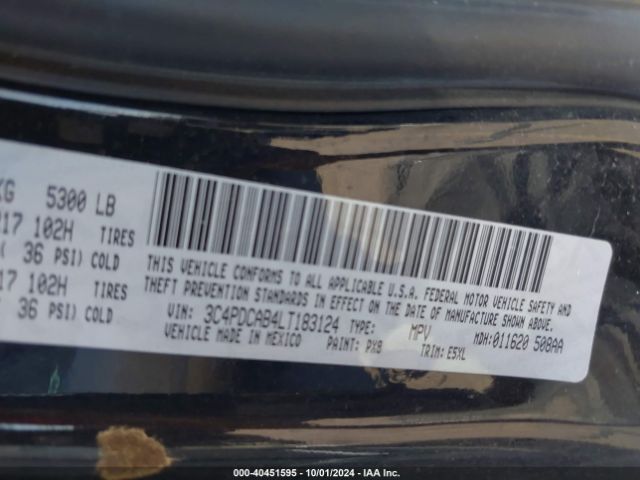 KG 5300 LB
R17 102H TIRES
36 PSI) COLD
17 102H TIRES
36 PSI) COLD
THIS VEHICLE CONFORMS TO ALL APPLICABLE U.S.A. FEDERAL MOTOR VEHICLE SAFETY AND
THEFT PREVENTION STANDARDS IN EFFECT ON THE DATE OF MANUFACTURE SHOWN ABOVE.
VIN: 3C4PDCAB4LT183124 TYPE: MPV MDH:011620 508AA
VEHICLE MADE IN MEXICO PAINT: PX8 TRIM: E5XL
000-40451595 - 10/01/2024 - IAA Inc.